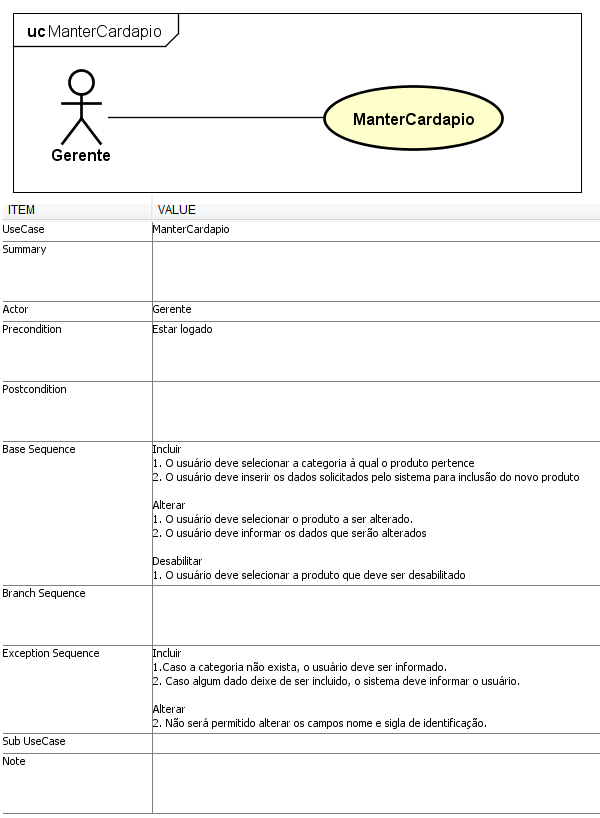 uc ManterCardapio
Gerente
ManterCardapio
ITEM VALUE
UseCase ManterCardapio
Summary
Actor Gerente
Precondition Estar logado
Postcondition
Base Sequence Incluir
1. O usuário deve selecionar a categoria à qual o produto pertence
2. O usuário deve inserir os dados solicitados pelo sistema para inclusão do novo produto
Alterar
1. O usuário deve selecionar o produto a ser alterado.
2. O usuário deve informar os dados que serão alterados
Desabilitar
1. O usuário deve selecionar a produto que deve ser desabilitado
Branch Sequence
Exception Sequence Incluir
1.Caso a categoria não exista, o usuário deve ser informado.
2. Caso algum dado deixe de ser incluido, o sistema deve informar o usuário.
Alterar
2. Não será permitido alterar os campos nome e sigla de identificação.
Sub UseCase
Note